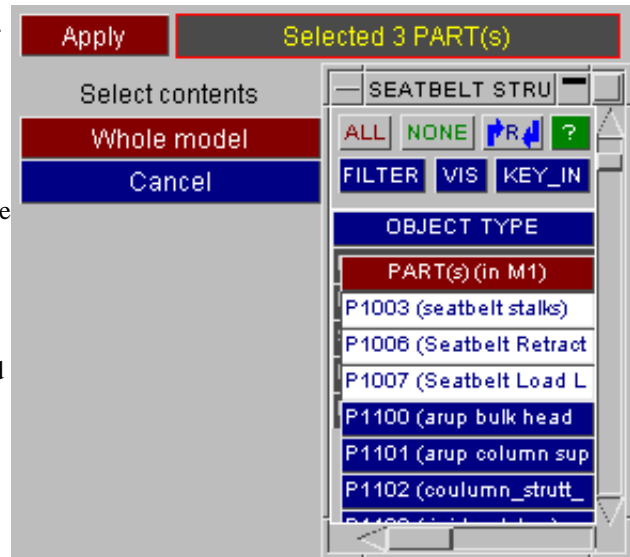 Apply
Selected 3 PART(s)
Select contents
Whole model
Cancel
SEATBELT STRU
ALL NONE R ?
FILTER VIS KEY_IN
OBJECT TYPE
PART(s) (in M1)
P1003 (seatbelt stalks)
P1006 (Seatbelt Retract
P1007 (Seatbelt Load L
P1100 (arup bulk head
P1101 (arup column sup
P1102 (coulumn_strutt_